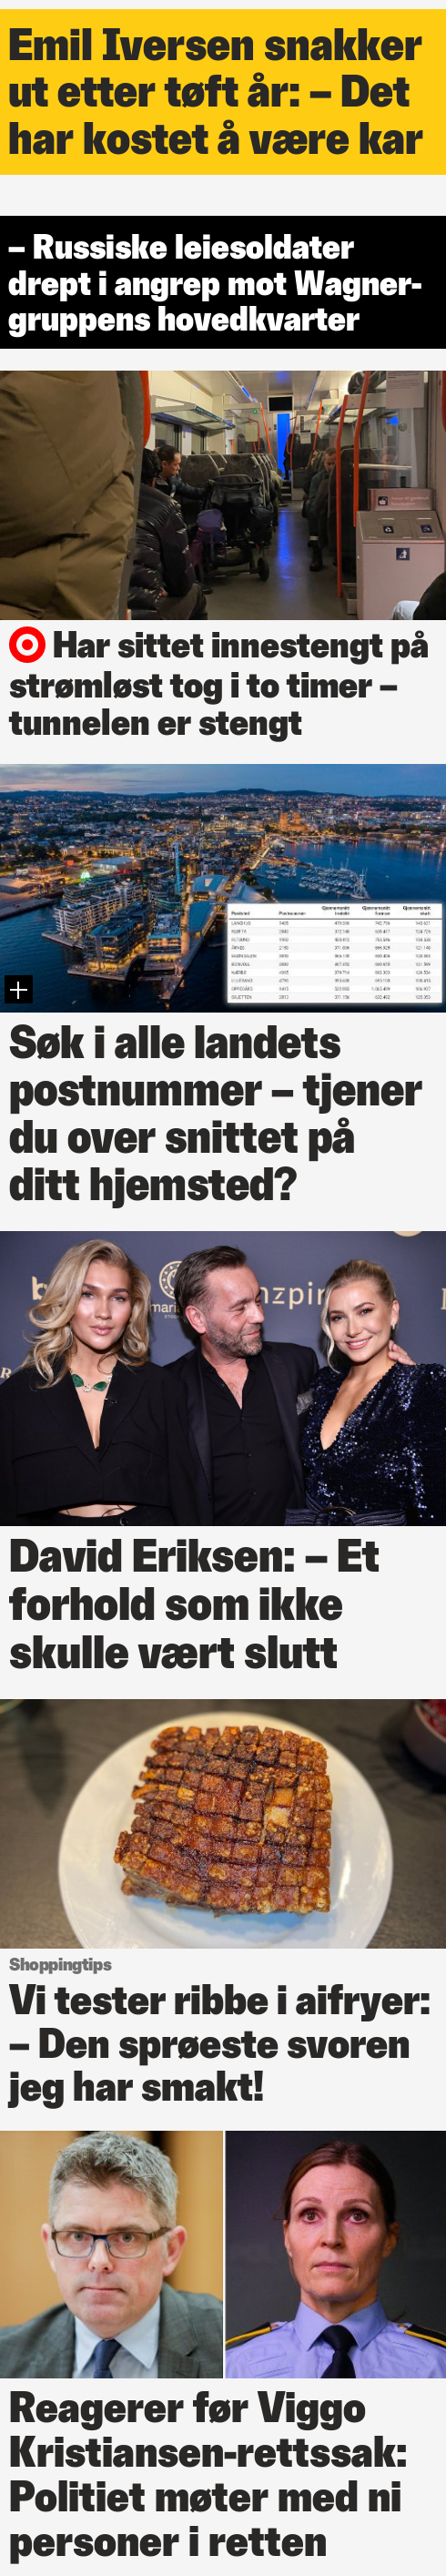 Emil Iversen snakker
ut etter tøft år: – Det
har kostet å være kar
– Russiske leiesoldater
drept i angrep mot Wagner-
gruppens hovedkvarter
Har sittet innestengt på
strømløst tog i to timer –
tunnelen er stengt
Søk i alle landets
postnummer – tjener
du over snittet på
ditt hjemsted?
David Eriksen: – Et
forhold som ikke
skulle vært slutt
Shoppingtips
Vi tester ribbe i aifryer:
– Den sprøeste svoren
jeg har smakt!
Reagerer før Viggo
Kristiansen-rettssak:
Politiet møter med ni
personer i retten